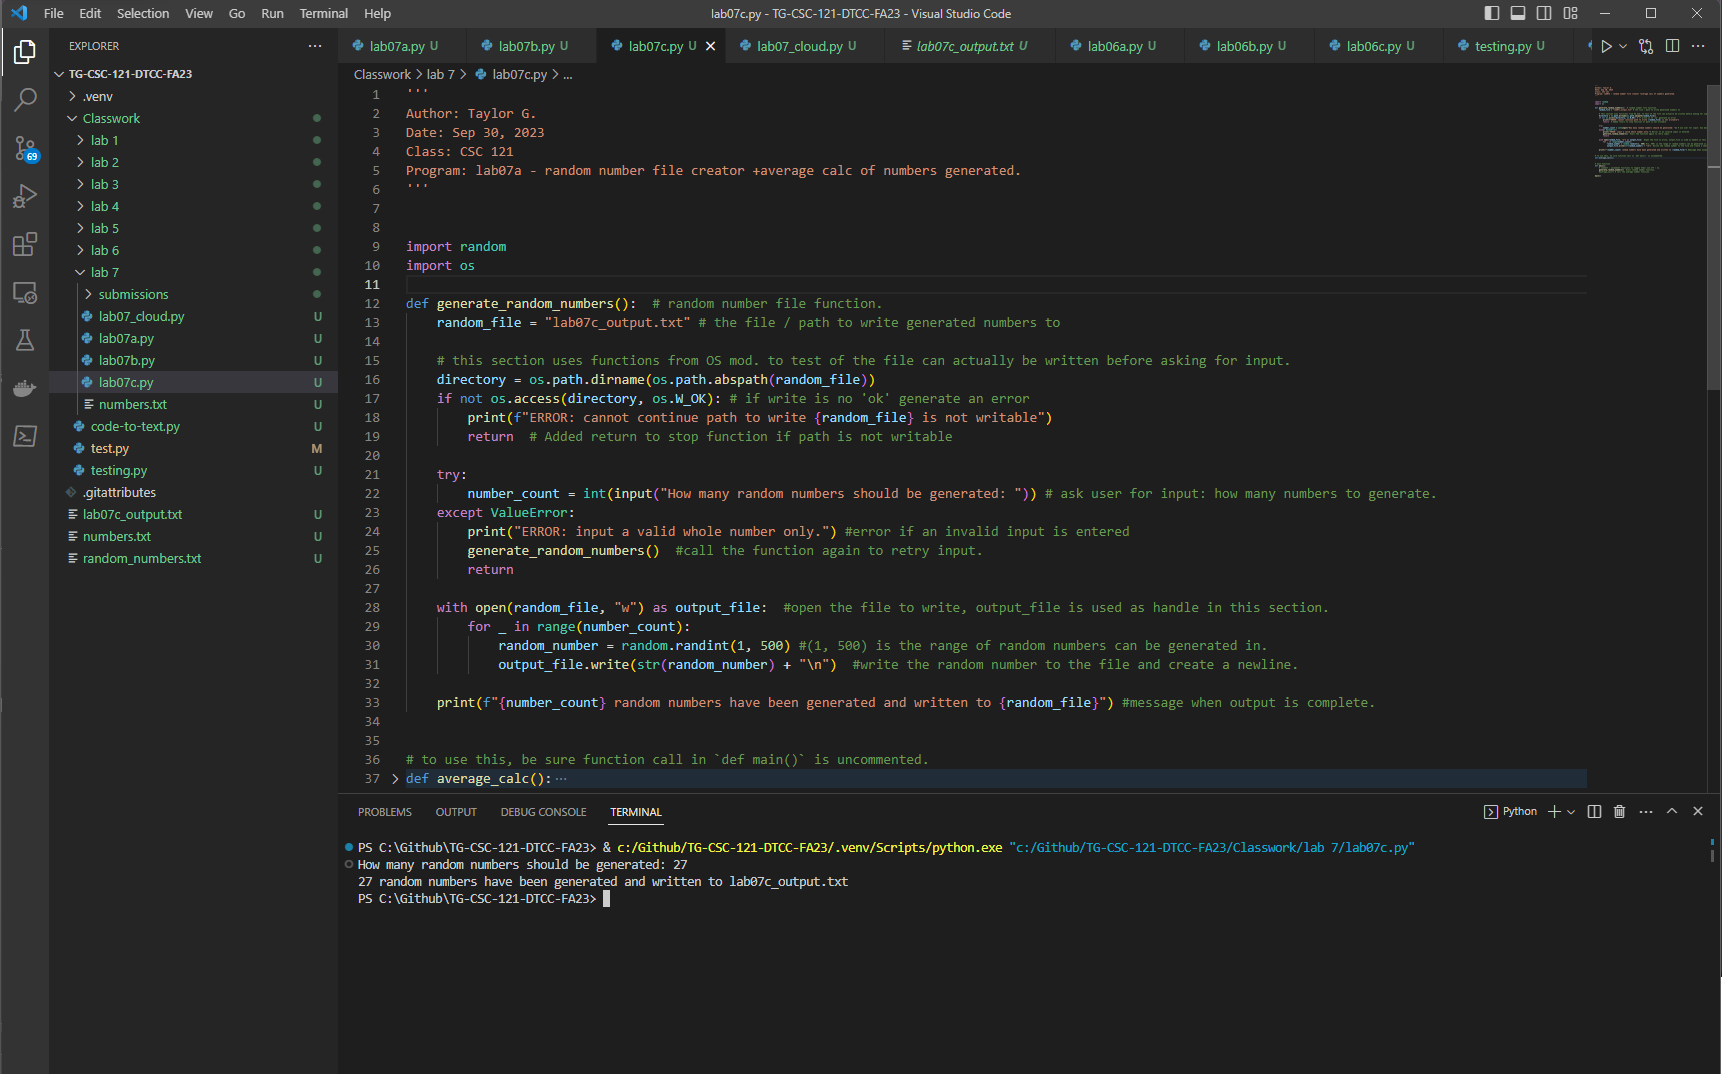 File Edit Selection View Go Run Terminal Help
lab07c.py - TG-CSC-121-DTCC-FA23 - Visual Studio Code
EXPLORER
TG-CSC-121-DTCC-FA23
.venv
Classwork
lab 1
lab 2
lab 3
lab 4
lab 5
lab 6
lab 7
submissions
lab07_cloud.py U
lab07a.py U
lab07b.py U
lab07c.py U
numbers.txt U
code-to-text.py U
test.py M
testing.py U
.gitattributes
lab07c_output.txt U
numbers.txt U
random_numbers.txt U
69
lab07a.py U lab07b.py U lab07c.py U lab07_cloud.py U lab07c_output.txt U lab06a.py U lab06b.py U lab06c.py U testing.py U
Classwork > lab 7 > lab07c.py > ...
1 '''
2 Author: Taylor G.
3 Date: Sep 30, 2023
4 Class: CSC 121
5 Program: lab07a - random number file creator +average calc of numbers generated.
6 '''
7
8
9 import random
10 import os
11
12 def generate_random_numbers():  # random number file function.
13 random_file = "lab07c_output.txt" # the file / path to write generated numbers to
14
15 # this section uses functions from OS mod. to test of the file can actually be written before asking for input.
16 directory = os.path.dirname(os.path.abspath(random_file))
17 if not os.access(directory, os.W_OK): # if write is no 'ok' generate an error
18 print(f"ERROR: cannot continue path to write {random_file} is not writable")
19 return  # Added return to stop function if path is not writable
20
21 try:
22 number_count = int(input("How many random numbers should be generated: ")) # ask user for input: how many numbers to generate.
23 except ValueError:
24 print("ERROR: input a valid whole number only.") #error if an invalid input is entered
25 generate_random_numbers()  #call the function again to retry input.
26 return
27
28 with open(random_file, "w") as output_file:  #open the file to write, output_file is used as handle in this section.
29 for _ in range(number_count):
30 random_number = random.randint(1, 500) #(1, 500) is the range of random numbers can be generated in.
31 output_file.write(str(random_number) + "\n")  #write the random number to the file and create a newline.
32
33 print(f"{number_count} random numbers have been generated and written to {random_file}") #message when output is complete.
34
35
36 # to use this, be sure function call in `def main()` is uncommented.
37 def average_calc():···
PROBLEMS OUTPUT DEBUG CONSOLE TERMINAL
Python
PS C:\Github\TG-CSC-121-DTCC-FA23> & c:/Github/TG-CSC-121-DTCC-FA23/.venv/Scripts/python.exe "c:/Github/TG-CSC-121-DTCC-FA23/Classwork/lab 7/lab07c.py"
How many random numbers should be generated: 27
27 random numbers have been generated and written to lab07c_output.txt
PS C:\Github\TG-CSC-121-DTCC-FA23>